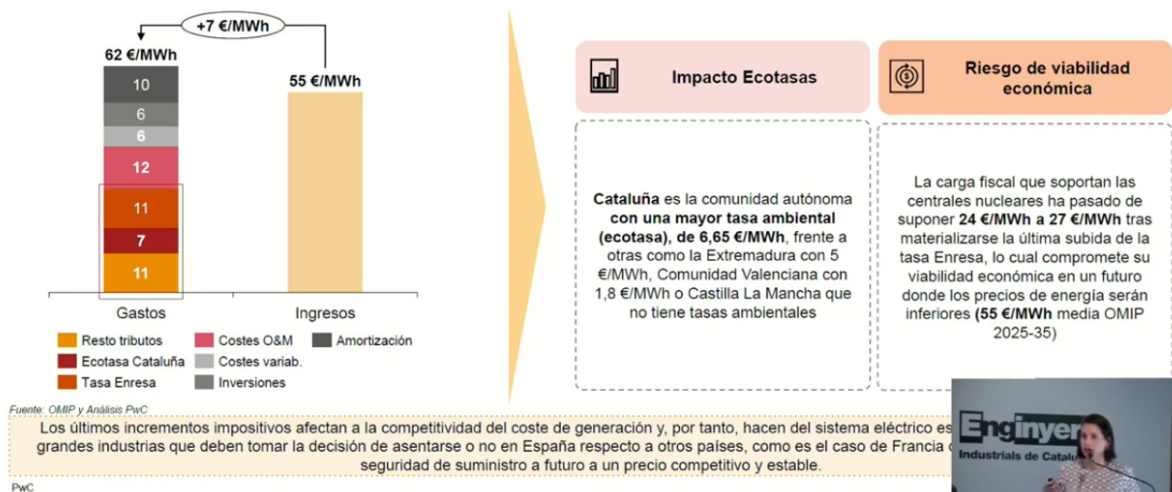 +7 €/MWh
62 €/MWh
55 €/MWh
10
6
6
12
11
7
11
Gastos
Ingresos
Resto tributos
Costes O&M
Amortización
Ecotasa Cataluña
Costes variab.
Tasa Enresa
Inversiones
Fuente: OMIP y Análisis PwC
Impacto Ecotasas
Cataluña es la comunidad autónoma
con una mayor tasa ambiental
(ecotasa), de 6,65 €/MWh, frente a
otras como la Extremadura con 5
€/MWh, Comunidad Valenciana con
1,8 €/MWh o Castilla La Mancha que
no tiene tasas ambientales
Riesgo de viabilidad
económica
La carga fiscal que soportan las
centrales nucleares ha pasado de
suponer 24 €/MWh a 27 €/MWh tras
materializarse la última subida de la
tasa Enresa, lo cual compromete su
viabilidad económica en un futuro
donde los precios de energía serán
inferiores (55 €/MWh media OMIP
2025-35)
Los últimos incrementos impositivos afectan a la competitividad del coste de generación y, por tanto, hacen del sistema eléctrico
grandes industrias que deben tomar la decisión de asentarse o no en España respecto a otros países, como es el caso de Francia
seguridad de suministro a futuro a un precio competitivo y estable.
PwC
Enginyer
Industrials de Catalu